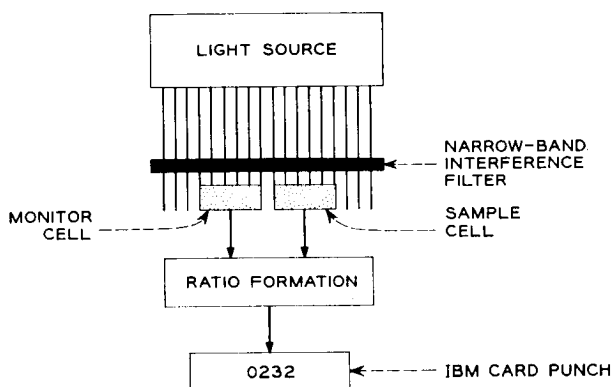 LIGHT SOURCE
NARROW-BAND
INTERFERENCE
FILTER
MONITOR
CELL
SAMPLE
CELL
RATIO FORMATION
0232
IBM CARD PUNCH